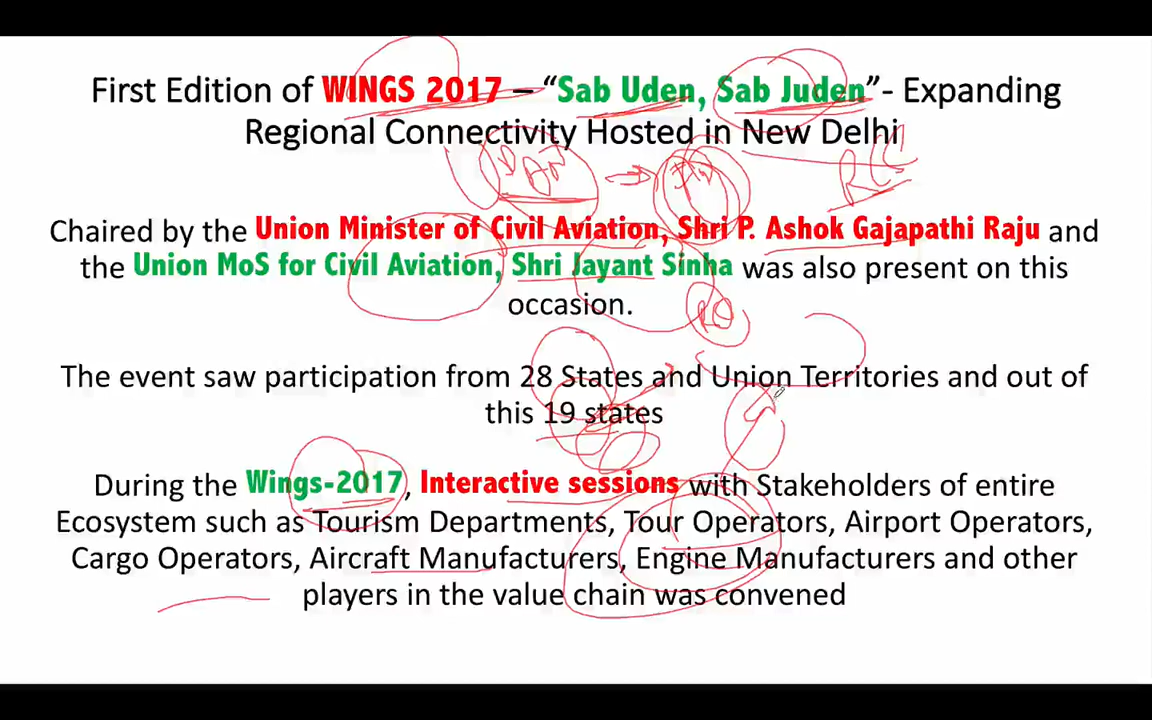 First Edition of WINGS 2017 – “Sab Uden, Sab Juden”- Expanding
Regional Connectivity Hosted in New Delhi
RCS
Chaired by the Union Minister of Civil Aviation, Shri P. Ashok Gajapathi Raju and
the Union MoS for Civil Aviation, Shri Jayant Sinha was also present on this
occasion.
The event saw participation from 28 States and Union Territories and out of
this 19 states
During the Wings-2017, Interactive sessions with Stakeholders of entire
Ecosystem such as Tourism Departments, Tour Operators, Airport Operators,
Cargo Operators, Aircraft Manufacturers, Engine Manufacturers and other
players in the value chain was convened